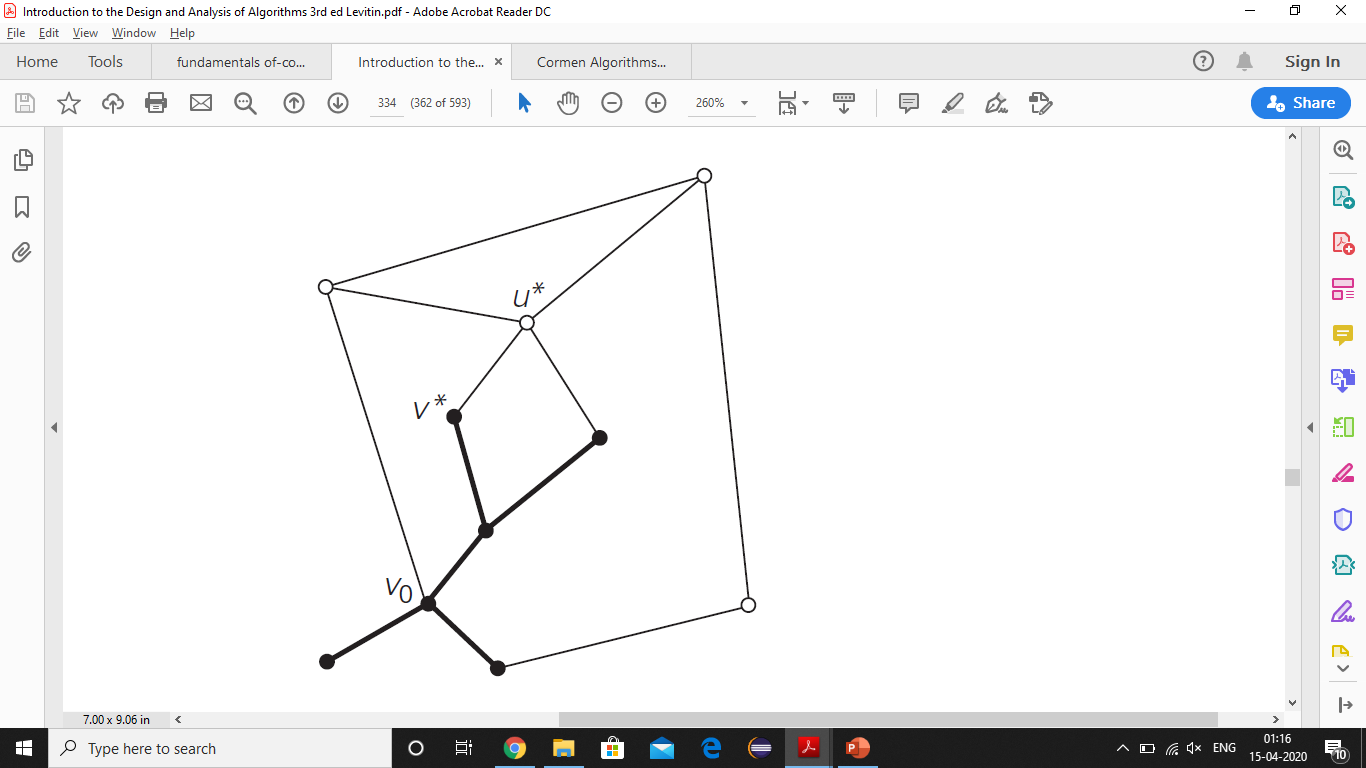 Introduction to the Design and Analysis of Algorithms 3rd ed Levitin.pdf - Adobe Acrobat Reader DC
File Edit View Window Help
Home Tools fundamentals of-co... Introduction to the... × Cormen Algorithms... Sign In
334 (362 of 593) 260% Share
u*
v*
v0
7.00 x 9.06 in
Type here to search ENG 01:16
15-04-2020 10